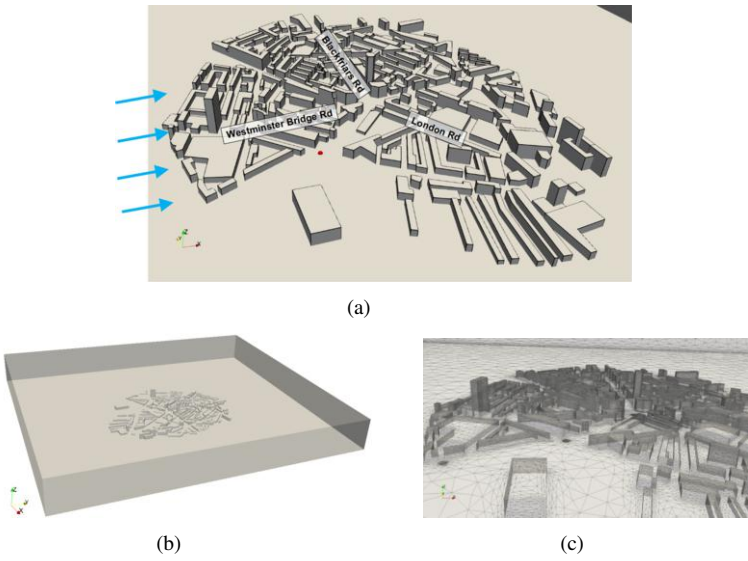 Blackfriars Rd
Westminster Bridge Rd
London Rd
(a)
(b)
(c)